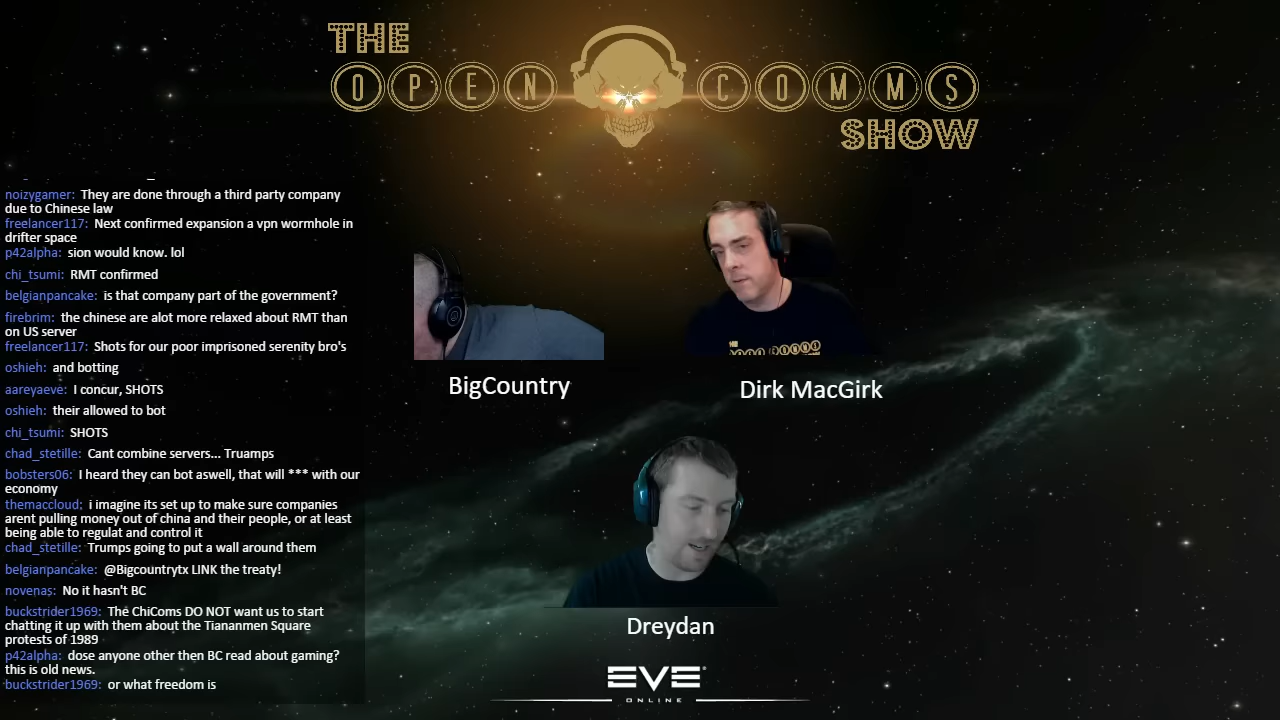 THE
OPEN COMMS
SHOW
noizygamer: They are done through a third party company
due to Chinese law
freelancer117: Next confirmed expansion a vpn wormhole in
drifter space
p42alpha: sion would know. lol
chi_tsumi: RMT confirmed
belgianpancake: is that company part of the government?
firebrim: the chinese are alot more relaxed about RMT than
on US server
freelancer117: Shots for our poor imprisoned serenity bro's
oshieh: and botting
aareyaeve: I concur, SHOTS
oshieh: their allowed to bot
chi_tsumi: SHOTS
chad_stetille: Cant combine servers... Truamps
bobsters06: I heard they can bot aswell, that will *** with our
economy
themaccloud: i imagine its set up to make sure companies
arent pulling money out of china and their people, or at least
being able to regulat and control it
chad_stetille: Trumps going to put a wall around them
belgianpancake: @Bigcountrytx LINK the treaty!
novenas: No it hasn't BC
buckstrider1969: The ChiComs DO NOT want us to start
chatting it up with them about the Tiananmen Square
protests of 1989
p42alpha: dose anyone other then BC read about gaming?
this is old news.
buckstrider1969: or what freedom is
BigCountry
Dirk MacGirk
Dreydan
EVE
ONLINE